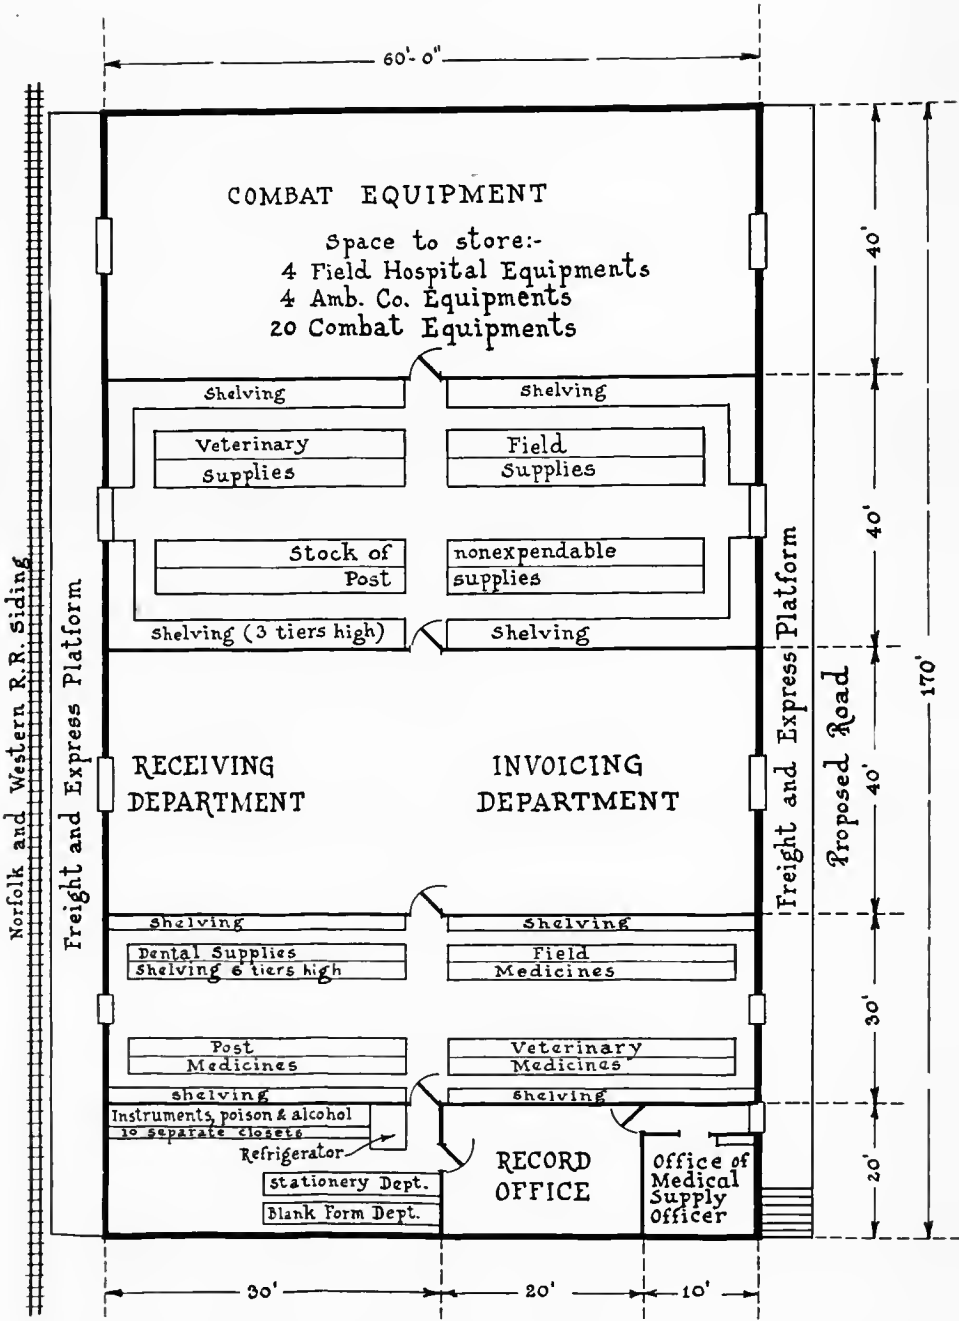 60'-0"
COMBAT EQUIPMENT
Space to store:-
4 Field Hospital Equipments
4 Amb. Co. Equipments
20 Combat Equipments
40'
Shelving
Shelving
Veterinary
Supplies
Field
Supplies
40'
Stock of
Post
nonexpendable
supplies
Shelving (3 tiers high)
Shelving
Norfolk and Western R.R. Siding
Freight and Express Platform
RECEIVING
DEPARTMENT
INVOICING
DEPARTMENT
Freight and Express Platform
Proposed Road
40'
170'
Shelving
Shelving
Dental Supplies
Shelving 6 tiers high
Field
Medicines
30'
Post
Medicines
Veterinary
Medicines
Shelving
Shelving
Instruments, poison & alcohol
10 separate closets
Refrigerator
Stationery Dept.
Blank Form Dept.
RECORD
OFFICE
Office of
Medical
Supply
Officer
20'
30'
20'
10'